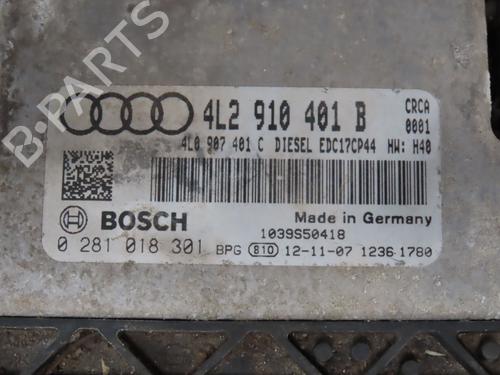 4L2 910 401 B
CRCA
0001
4L0 907 401 C DIESEL EDC17CP44 HW: H40
BOSCH
Made in Germany
1039S50418
0 281 018 301 BPG 810 12-11-07 1236 1780
B-PARTS